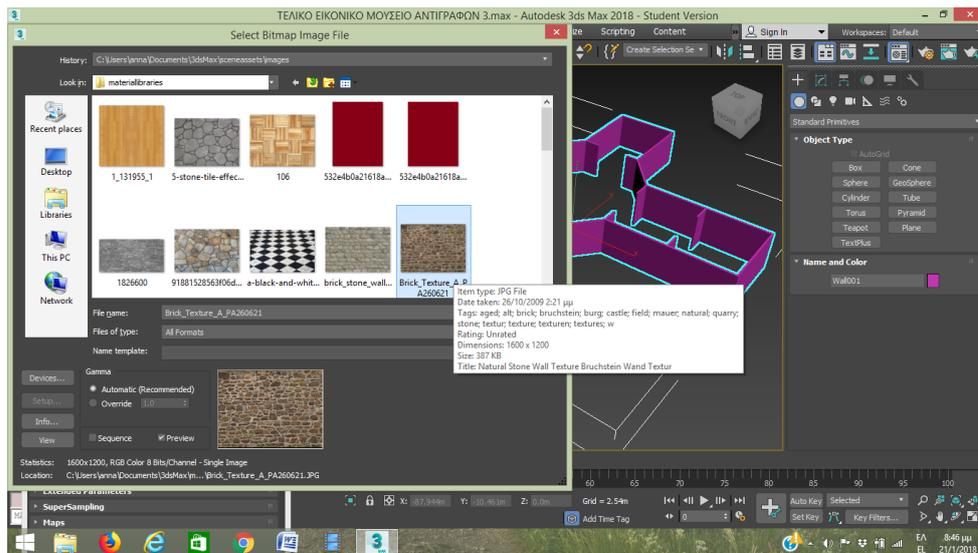 ΤΕΛΙΚΟ ΕΙΚΟΝΙΚΟ ΜΟΥΣΕΙΟ ΑΝΤΙΓΡΑΦΩΝ 3.max - Autodesk 3ds Max 2018 - Student Version
Select Bitmap Image File
Scripting Content
Sign In
Workspaces: Default
Create Selection Se
History: C:\Users\anna\Documents\3dsMax\sceneassets\images
Look in: materiallibraries
Recent places
Desktop
Libraries
This PC
Network
1_131955_1
5-stone-tile-effec...
106
532e4b0a21618a...
532e4b0a21618a...
1826600
91881528563f06d...
a-black-and-whit...
brick_stone_wall...
Brick_Texture_A_P
A260621
Item type: JPG File
Date taken: 26/10/2009 2:21 μμ
Tags: aged; alt; brick; bruchstein; burg; castle; field; mauer; natural; quarry;
stone; textur; texture; texturen; textures; w
Rating: Unrated
Dimensions: 1600 x 1200
Size: 387 KB
Title: Natural Stone Wall Texture Bruchstein Wand Textur
File name: Brick_Texture_A_PA260621
Files of type: All Formats
Name template:
Devices...
Setup...
Info...
View
Gamma
Automatic (Recommended)
Override 1.0
Sequence
Preview
Statistics: 1600x1200, RGB Color 8 Bits/Channel - Single Image
Location: C:\Users\anna\Documents\3dsMax\m...\Brick_Texture_A_PA260621.JPG
Standard Primitives
Object Type
AutoGrid
Box Cone
Sphere GeoSphere
Cylinder Tube
Torus Pyramid
Teapot Plane
TextPlus
Name and Color
Wall001
TOP
FRONT
60 65 70 75 80 85 90 95 100
Extended Parameters
SuperSampling
Maps
X: -87.944m Y: -10.461m Z: 0.0m
Grid = 2.54m
Add Time Tag
0
Auto Key Selected
Set Key Key Filters...
ΕΛ
EL
8:46 μμ